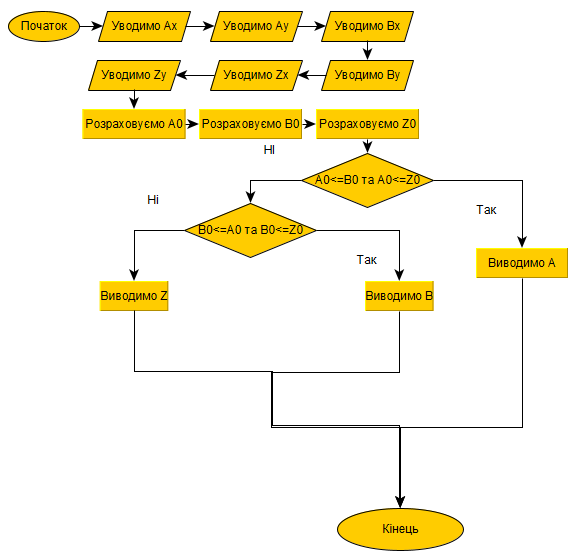 Початок
Уводимо Ax
Уводимо Ay
Уводимо Bx
Уводимо Zy
Уводимо Zx
Уводимо By
Розраховуємо A0
Розраховуємо B0
Розраховуємо Z0
НІ
A0<=B0 та A0<=Z0
Ні
Так
B0<=A0 та B0<=Z0
Так
Виводимо A
Виводимо Z
Виводимо B
Кінець